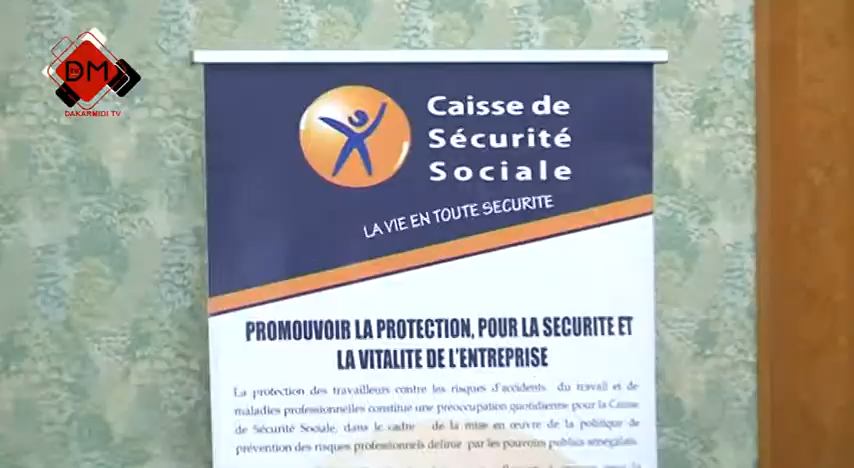 DM
TV
DAKARMIDI TV
Caisse de
Sécurité
Sociale
LA VIE EN TOUTE SECURITE
PROMOUVOIR LA PROTECTION, POUR LA SECURITE ET
LA VITALITE DE L'ENTREPRISE
La protection des travailleurs contre les risques d'accidents du travail et de
maladies professionnelles constitue une préoccupation quotidienne pour la Caisse
de Sécurité Sociale, dans le cadre de la mise en œuvre de la politique de
prévention des risques professionnels définie par les pouvoirs publics sénégalais.